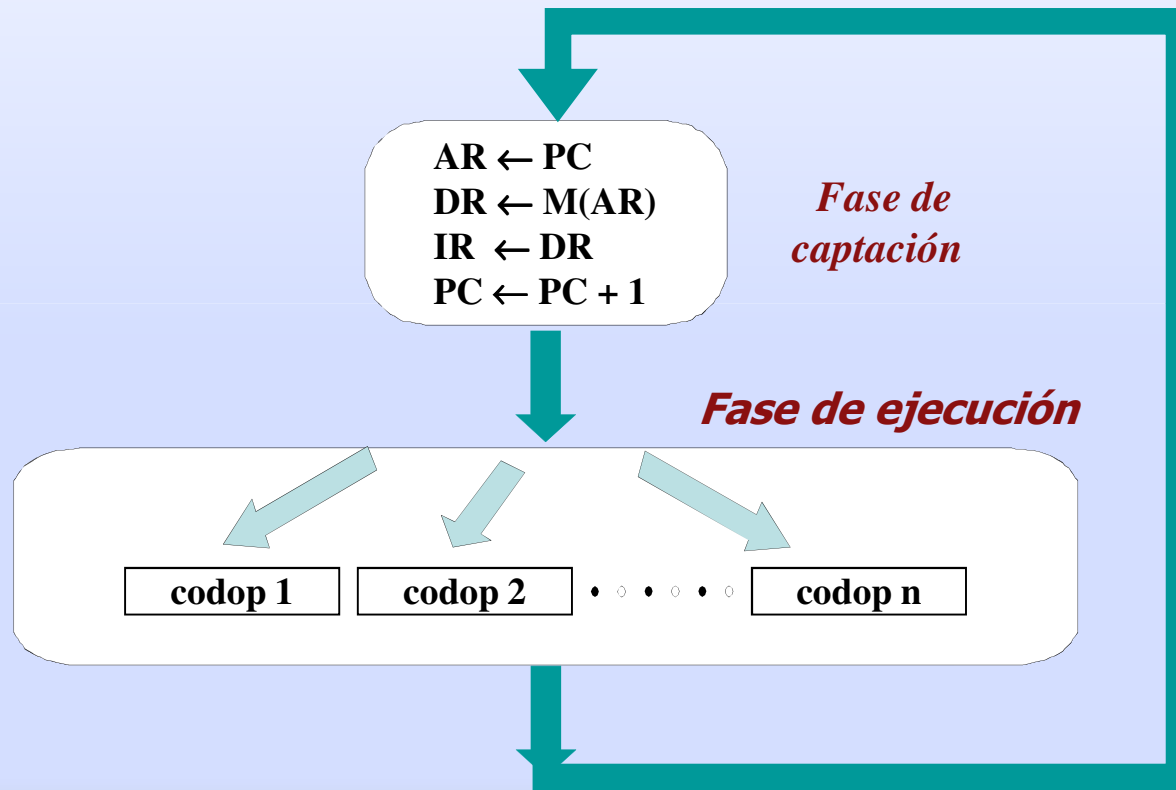 AR ← PC
DR ← M(AR)
IR ← DR
PC ← PC + 1
Fase de
captación
Fase de ejecución
codop 1 codop 2 codop n